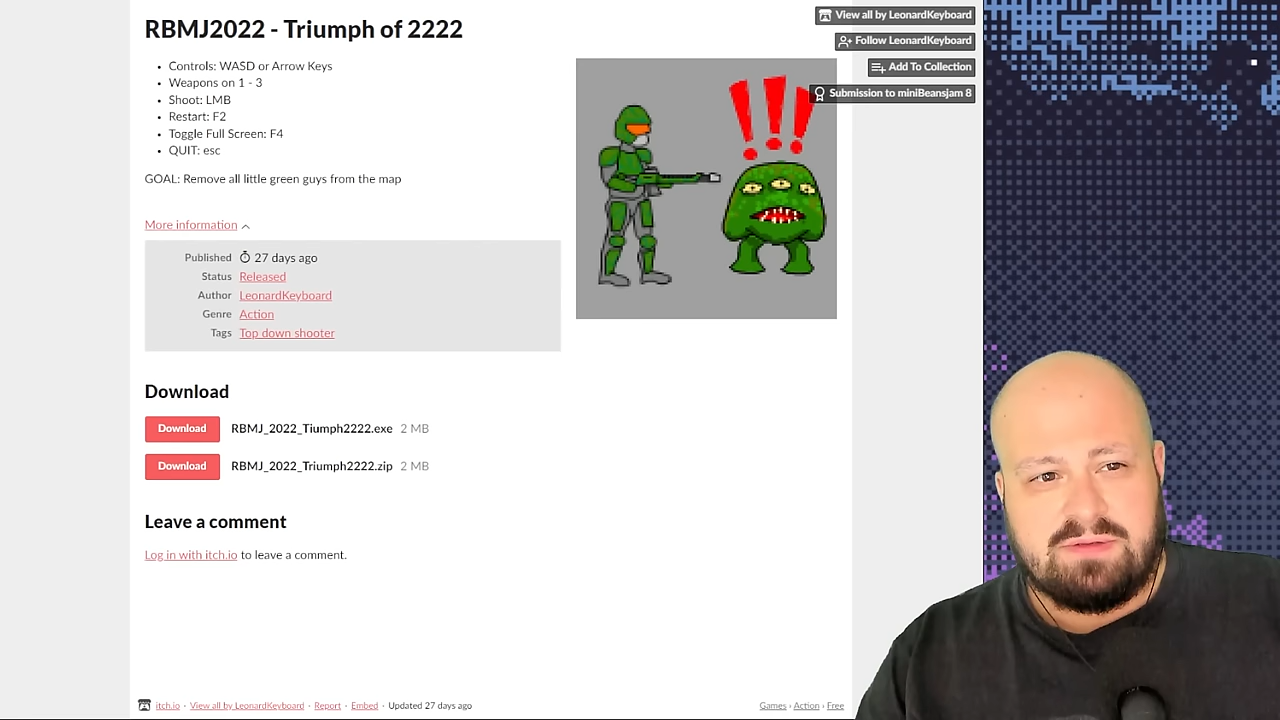 RBMJ2022 - Triumph of 2222
View all by LeonardKeyboard
Follow LeonardKeyboard
Add To Collection
Submission to miniBeansjam 8
Controls: WASD or Arrow Keys
Weapons on 1 - 3
Shoot: LMB
Restart: F2
Toggle Full Screen: F4
QUIT: esc
GOAL: Remove all little green guys from the map
!!!
More information
Published 27 days ago
Status Released
Author LeonardKeyboard
Genre Action
Tags Top down shooter
Download
Download RBMJ_2022_Tiumph2222.exe 2 MB
Download RBMJ_2022_Triumph2222.zip 2 MB
Leave a comment
Log in with itch.io to leave a comment.
itch.io · View all by LeonardKeyboard · Report · Embed · Updated 27 days ago
Games › Action › Free